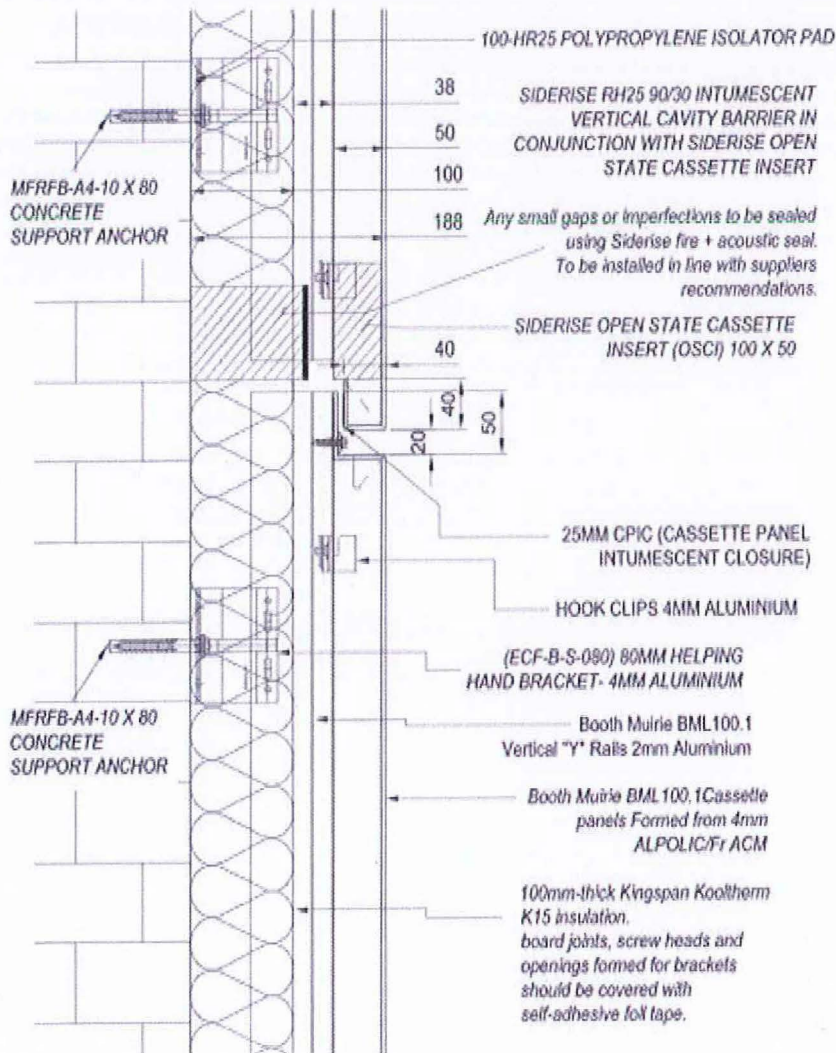 100-HR25 POLYPROPYLENE ISOLATOR PAD
38
SIDERISE RH25 90/30 INTUMESCENT
VERTICAL CAVITY BARRIER IN
CONJUNCTION WITH SIDERISE OPEN
STATE CASSETTE INSERT
50
100
188
MFRFB-A4-10 X 80
CONCRETE
SUPPORT ANCHOR
Any small gaps or imperfections to be sealed
using Siderise fire + acoustic seal.
To be installed in line with suppliers
recommendations.
SIDERISE OPEN STATE CASSETTE
INSERT (OSCI) 100 X 50
40
40
50
20
25MM CPIC (CASSETTE PANEL
INTUMESCENT CLOSURE)
HOOK CLIPS 4MM ALUMINIUM
(ECF-B-S-080) 80MM HELPING
HAND BRACKET- 4MM ALUMINIUM
MFRFB-A4-10 X 80
CONCRETE
SUPPORT ANCHOR
Booth Muirie BML100.1
Vertical "Y" Rails 2mm Aluminium
Booth Muirie BML100.1Cassette
panels Formed from 4mm
ALPOLIC/Fr ACM
100mm-thick Kingspan Kooltherm
K15 insulation.
board joints, screw heads and
openings formed for brackets
should be covered with
self-adhesive foil tape.